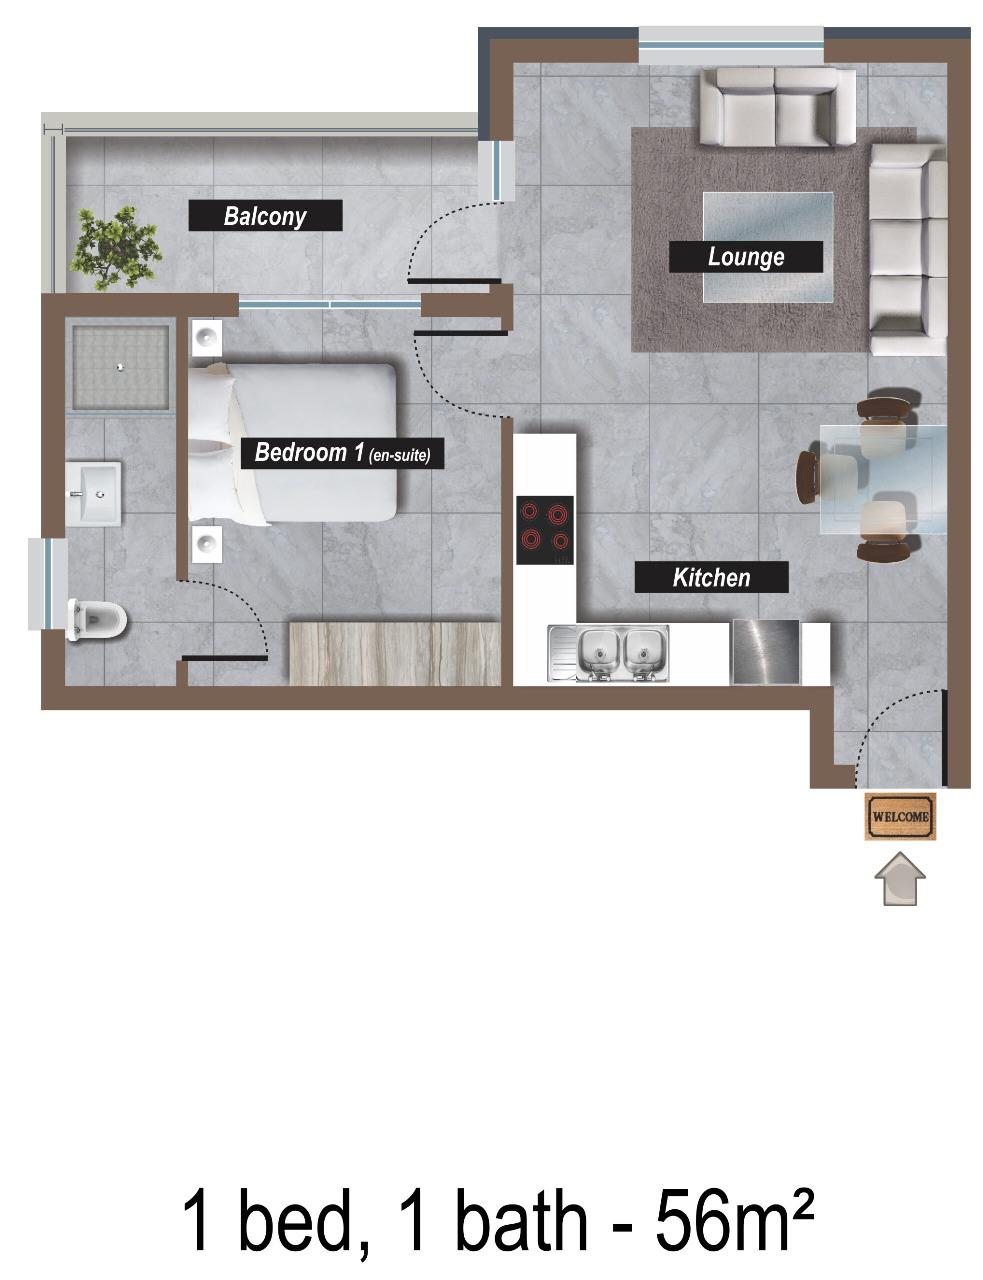 Balcony
Lounge
Bedroom 1 (en-suite)
Kitchen
WELCOME
1 bed, 1 bath - 56m²